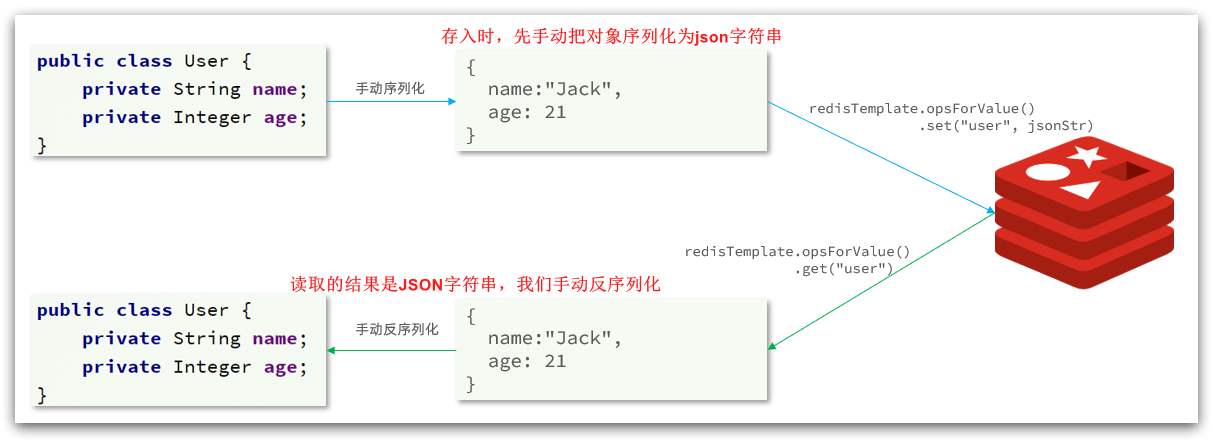 存入时，先手动把对象序列化为json字符串
public class User {
private String name;
private Integer age;
}
手动序列化
{
name:"Jack",
age: 21
}
redisTemplate.opsForValue()
.set("user", jsonStr)
redisTemplate.opsForValue()
.get("user")
读取的结果是JSON字符串，我们手动反序列化
public class User {
private String name;
private Integer age;
}
手动反序列化
{
name:"Jack",
age: 21
}